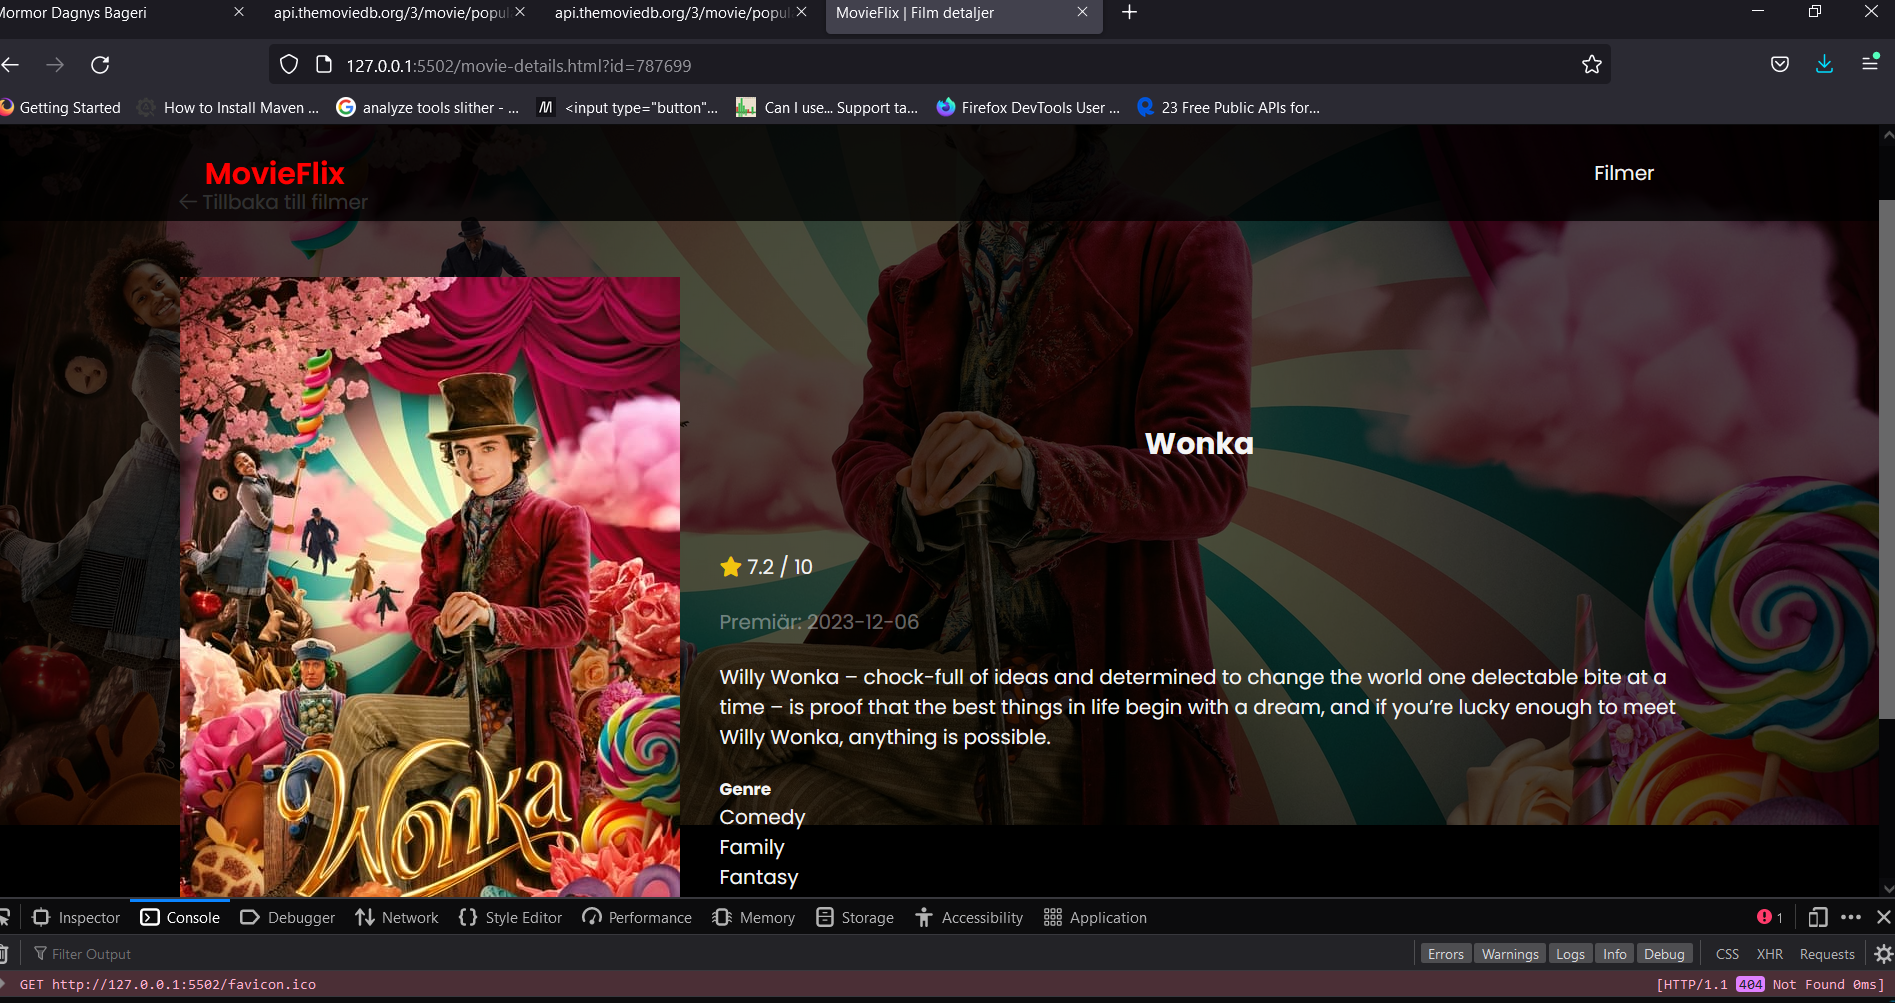 Mormor Dagnys Bageri
api.themoviedb.org/3/movie/popul
api.themoviedb.org/3/movie/popul
MovieFlix | Film detaljer
127.0.0.1:5502/movie-details.html?id=787699
Getting Started
How to Install Maven ...
analyze tools slither - ...
<input type="button"...
Can I use... Support ta...
Firefox DevTools User ...
23 Free Public APIs for...
MovieFlix
Filmer
← Tillbaka till filmer
Wonka
Wonka
7.2 / 10
Premiär: 2023-12-06
Willy Wonka – chock-full of ideas and determined to change the world one delectable bite at a
time – is proof that the best things in life begin with a dream, and if you’re lucky enough to meet
Willy Wonka, anything is possible.
Genre
Comedy
Family
Fantasy
Inspector
Console
Debugger
Network
Style Editor
Performance
Memory
Storage
Accessibility
Application
1
Filter Output
Errors
Warnings
Logs
Info
Debug
CSS
XHR
Requests
GET http://127.0.0.1:5502/favicon.ico
[HTTP/1.1 404 Not Found 0ms]